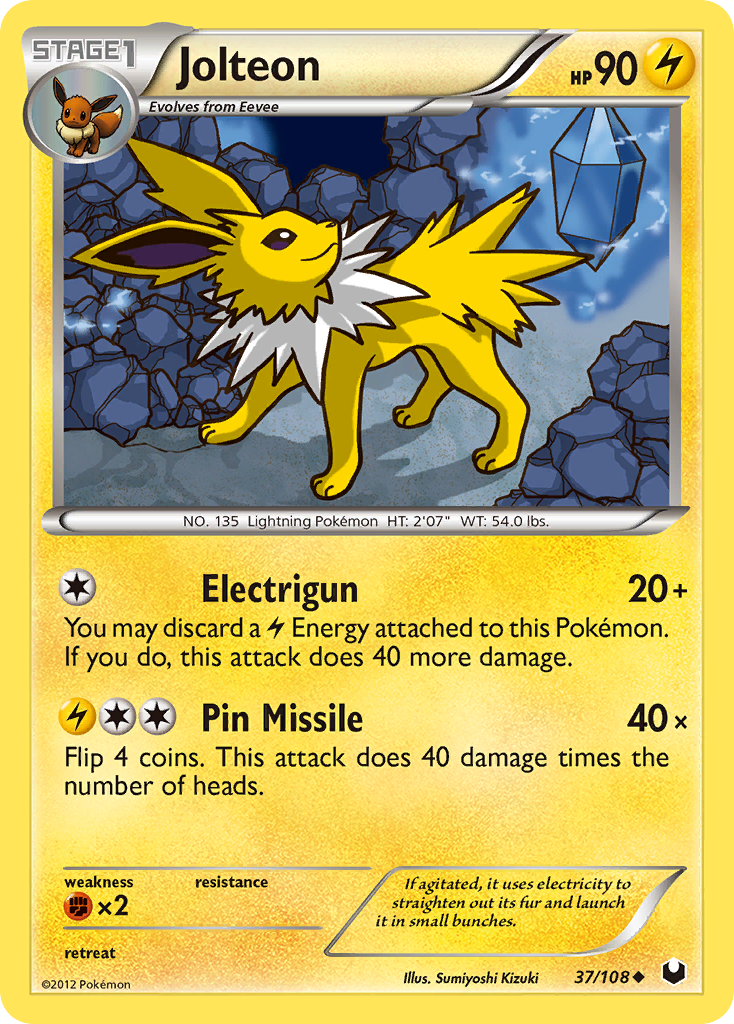 STAGE1
Jolteon
HP 90
Evolves from Eevee
NO. 135 Lightning Pokémon HT: 2'07" WT: 54.0 lbs.
Electrigun 20+
You may discard a Energy attached to this Pokémon.
If you do, this attack does 40 more damage.
Pin Missile 40×
Flip 4 coins. This attack does 40 damage times the
number of heads.
weakness resistance
×2
If agitated, it uses electricity to
straighten out its fur and launch
it in small bunches.
retreat
©2012 Pokémon
Illus. Sumiyoshi Kizuki 37/108